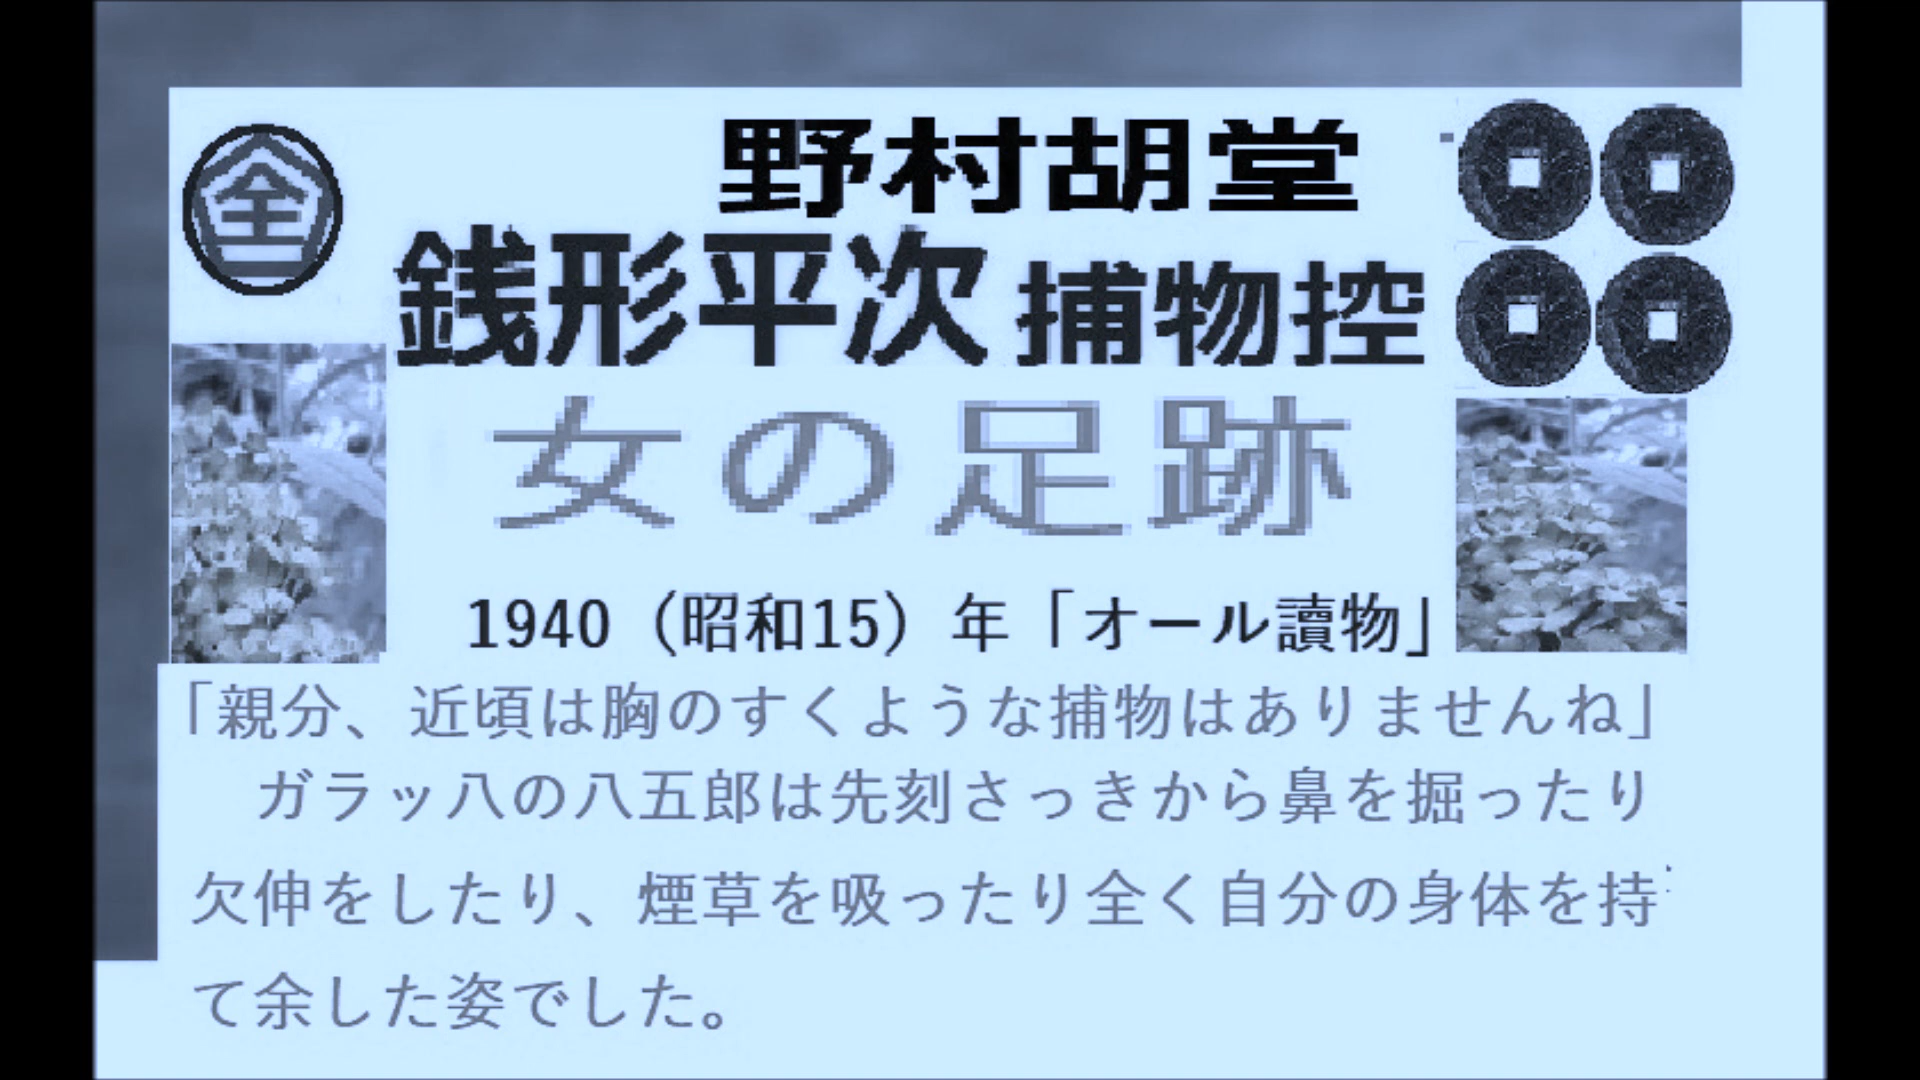 全
野村胡堂
銭形平次 捕物控
女の足跡
1940（昭和15）年「オール讀物」
「親分、近頃は胸のすくような捕物はありませんね」
ガラッ八の八五郎は先刻さっきから鼻を掘ったり
欠伸をしたり、煙草を吸ったり全く自分の身体を持
て余した姿でした。